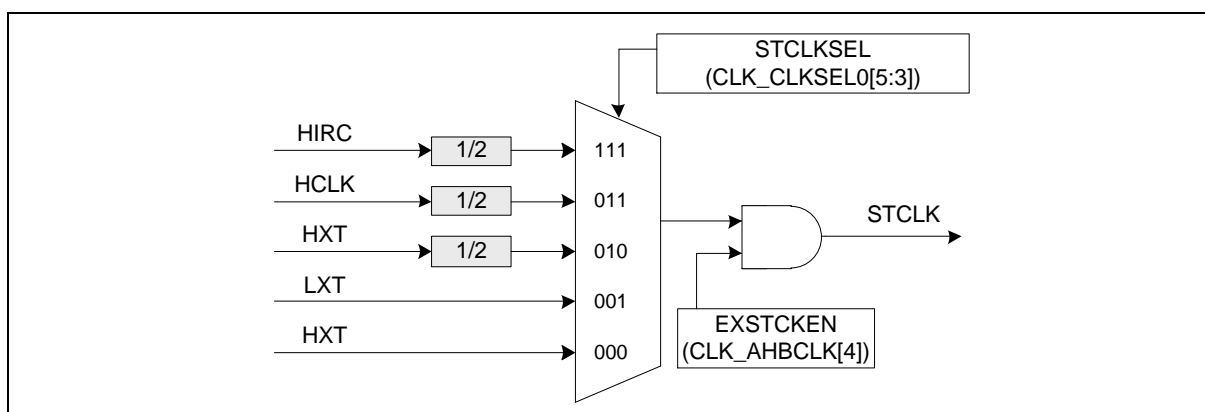 STCLKSEL
(CLK_CLKSEL0[5:3])
HIRC
1/2
111
HCLK
1/2
011
HXT
1/2
010
LXT
001
HXT
000
STCLK
EXSTCKEN
(CLK_AHBCLK[4])